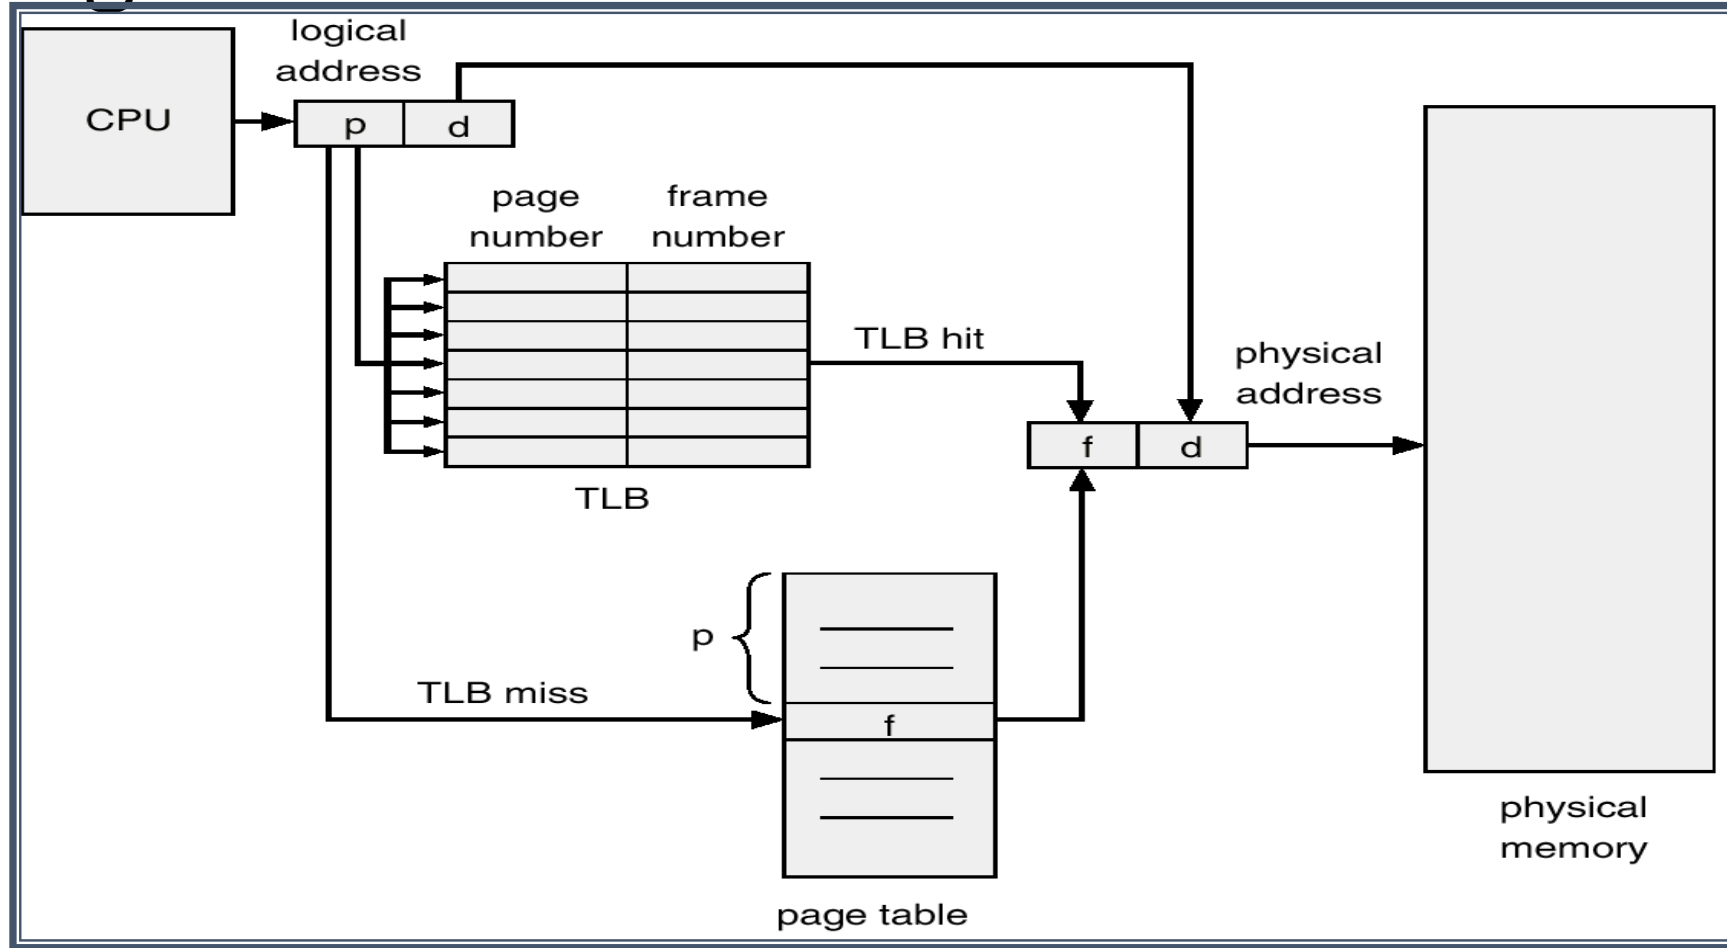 logical
address
CPU
p
d
page
number
frame
number
TLB hit
physical
address
f
d
TLB
p
TLB miss
f
physical
memory
page table